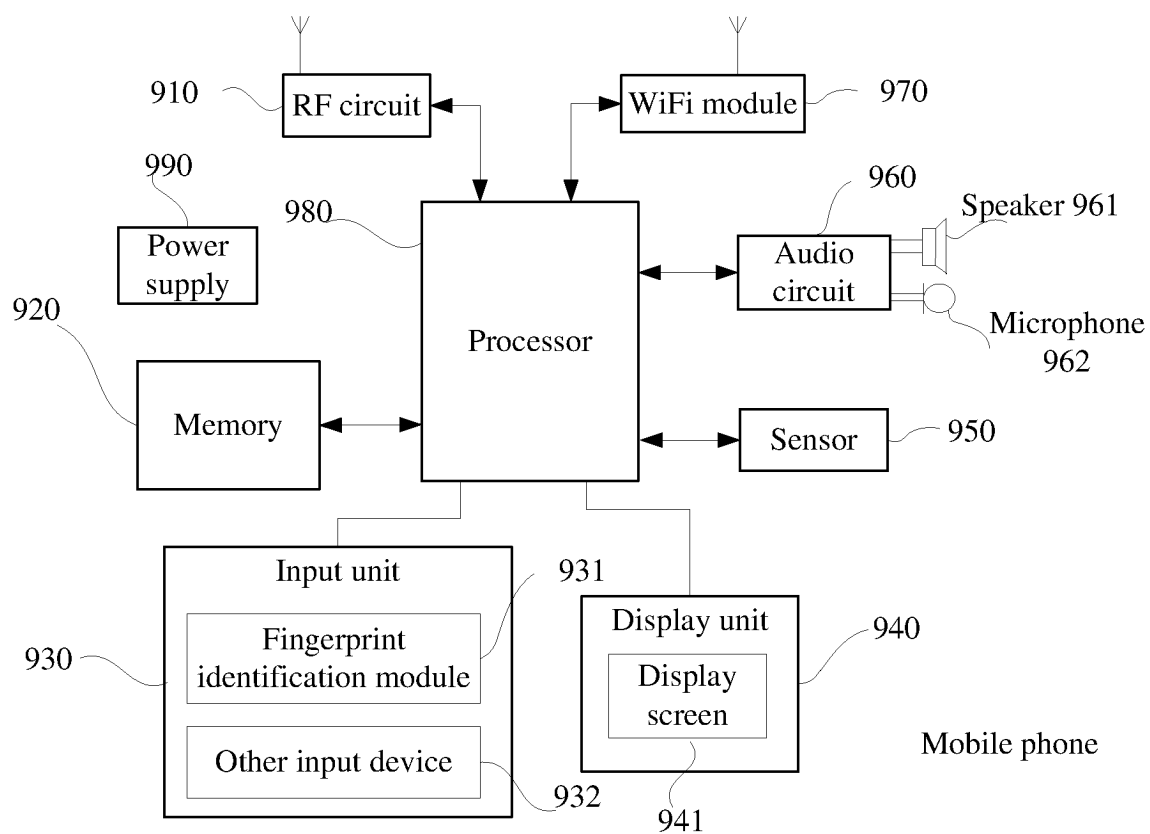 910
RF circuit
WiFi module
970
990
980
960
Speaker 961
Power
supply
Audio
circuit
920
Microphone
962
Processor
Memory
Sensor
950
Input unit
931
Fingerprint
identification module
930
Display unit
940
Display
screen
Other input device
932
941
Mobile phone